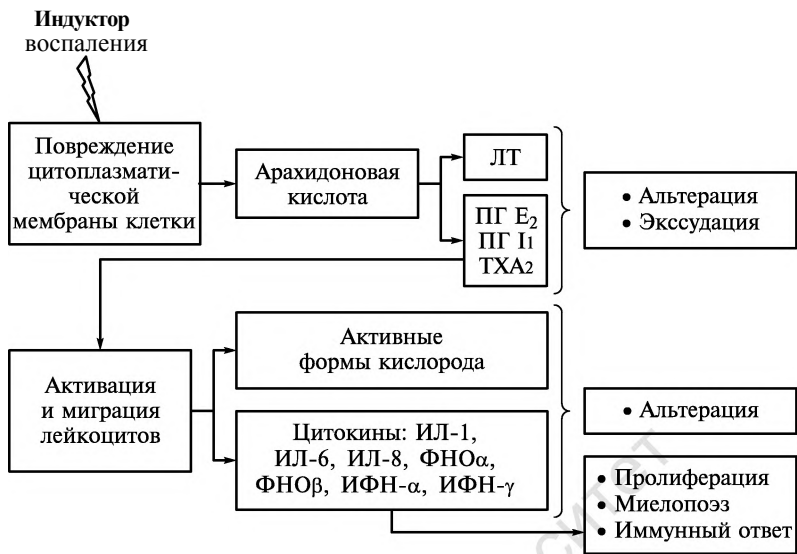 Индуктор
воспаления
Повреждение
цитоплазмати-
ческой
мембраны клетки
Арахидоновая
кислота
ЛТ
ПГ E2
ПГ I1
ТХА2
• Альтерация
• Экссудация
Активация
и миграция
лейкоцитов
Активные
формы кислорода
Цитокины: ИЛ-1,
ИЛ-6, ИЛ-8, ФНОα,
ФНОβ, ИФН-α, ИФН-γ
• Альтерация
• Пролиферация
• Миелопоэз
• Иммунный ответ
ситет